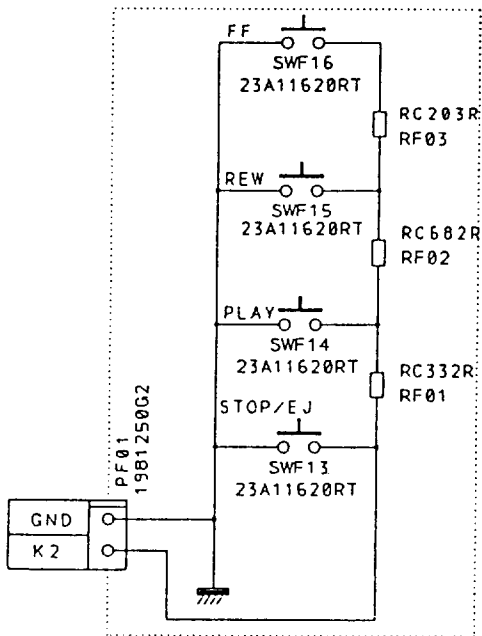 FF
SWF16
23A11620RT
RC203R
RF03
REW
SWF15
23A11620RT
RC682R
RF02
PLAY
SWF14
23A11620RT
RC332R
RF01
STOP/EJ
SWF13
23A11620RT
PF01
1981250G2
GND
K2